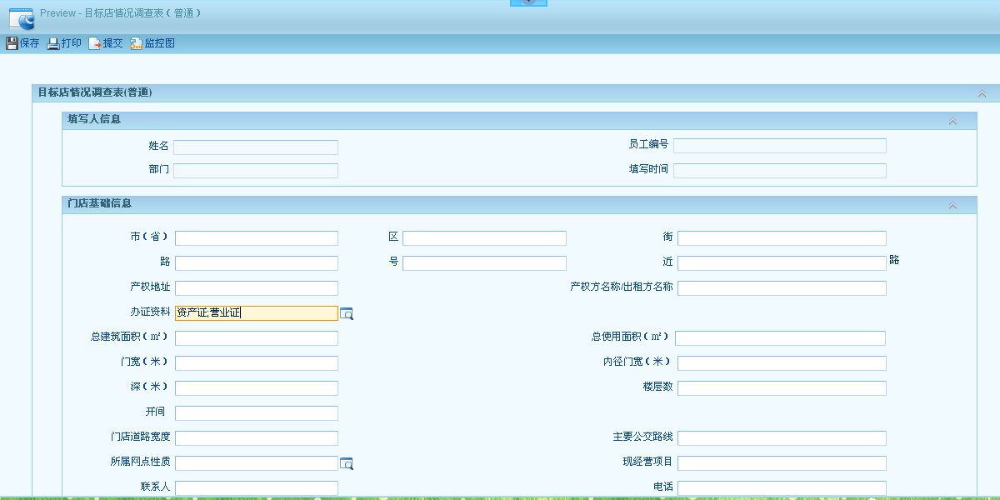 Preview - 目标店情况调查表（普通）
保存 打印 提交 监控图
目标店情况调查表(普通)
填写人信息
姓名 员工编号
部门 填写时间
门店基础信息
市（省） 区 街
路 号 近 路
产权地址 产权方名称/出租方名称
办证资料 资产证;营业证
总建筑面积（㎡） 总使用面积（㎡）
门宽（米） 内径门宽（米）
深（米） 楼层数
开间
门店道路宽度 主要公交路线
所属网点性质 现经营项目
联系人 电话